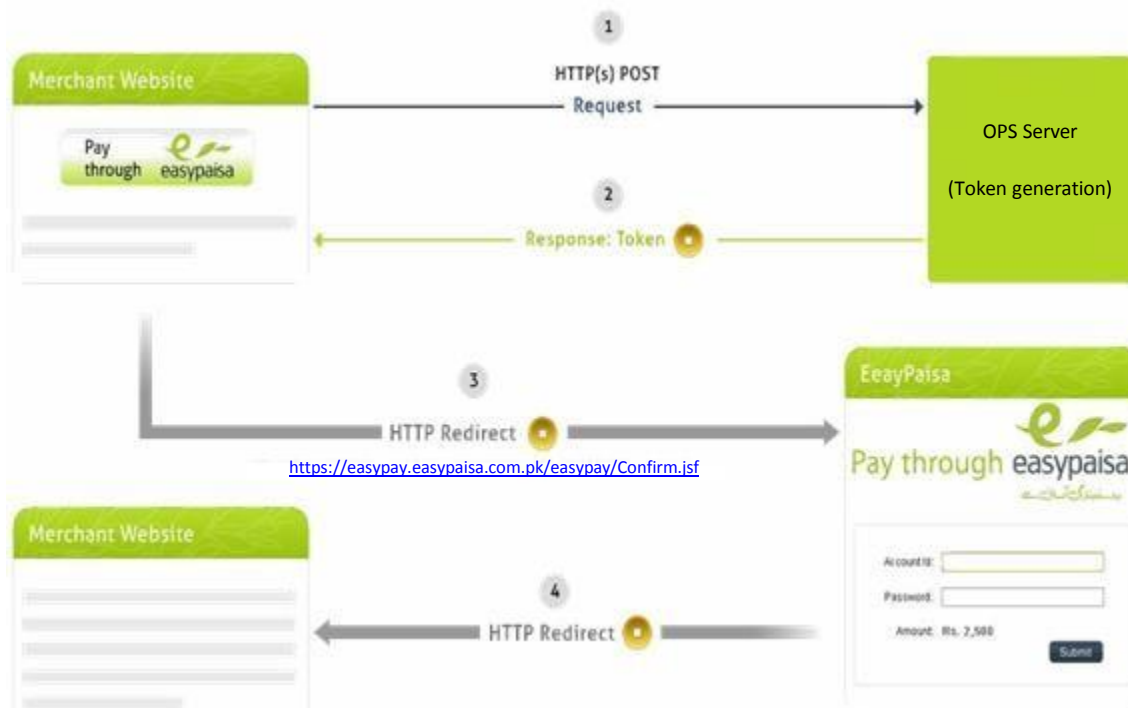 1
HTTP(s) POST
Request
Merchant Website
Pay
through easypaisa
OPS Server
(Token generation)
2
Response: Token
3
HTTP Redirect
https://easypay.easypaisa.com.pk/easypay/Confirm.jsf
EeayPaisa
Pay through easypaisa
Merchant Website
4
HTTP Redirect
Account Id:
Password:
Amount: Rs. 2,500
Submit